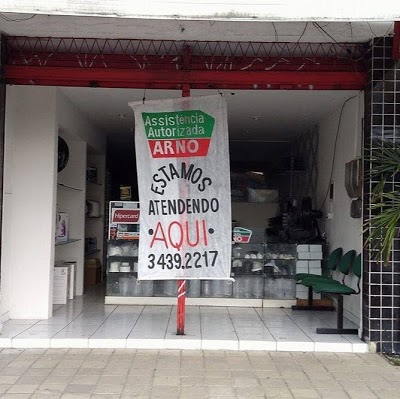 Assistência
Autorizada
ARNO
ESTAMOS
ATENDENDO
• AQUI •
3439.2217
Hipercard